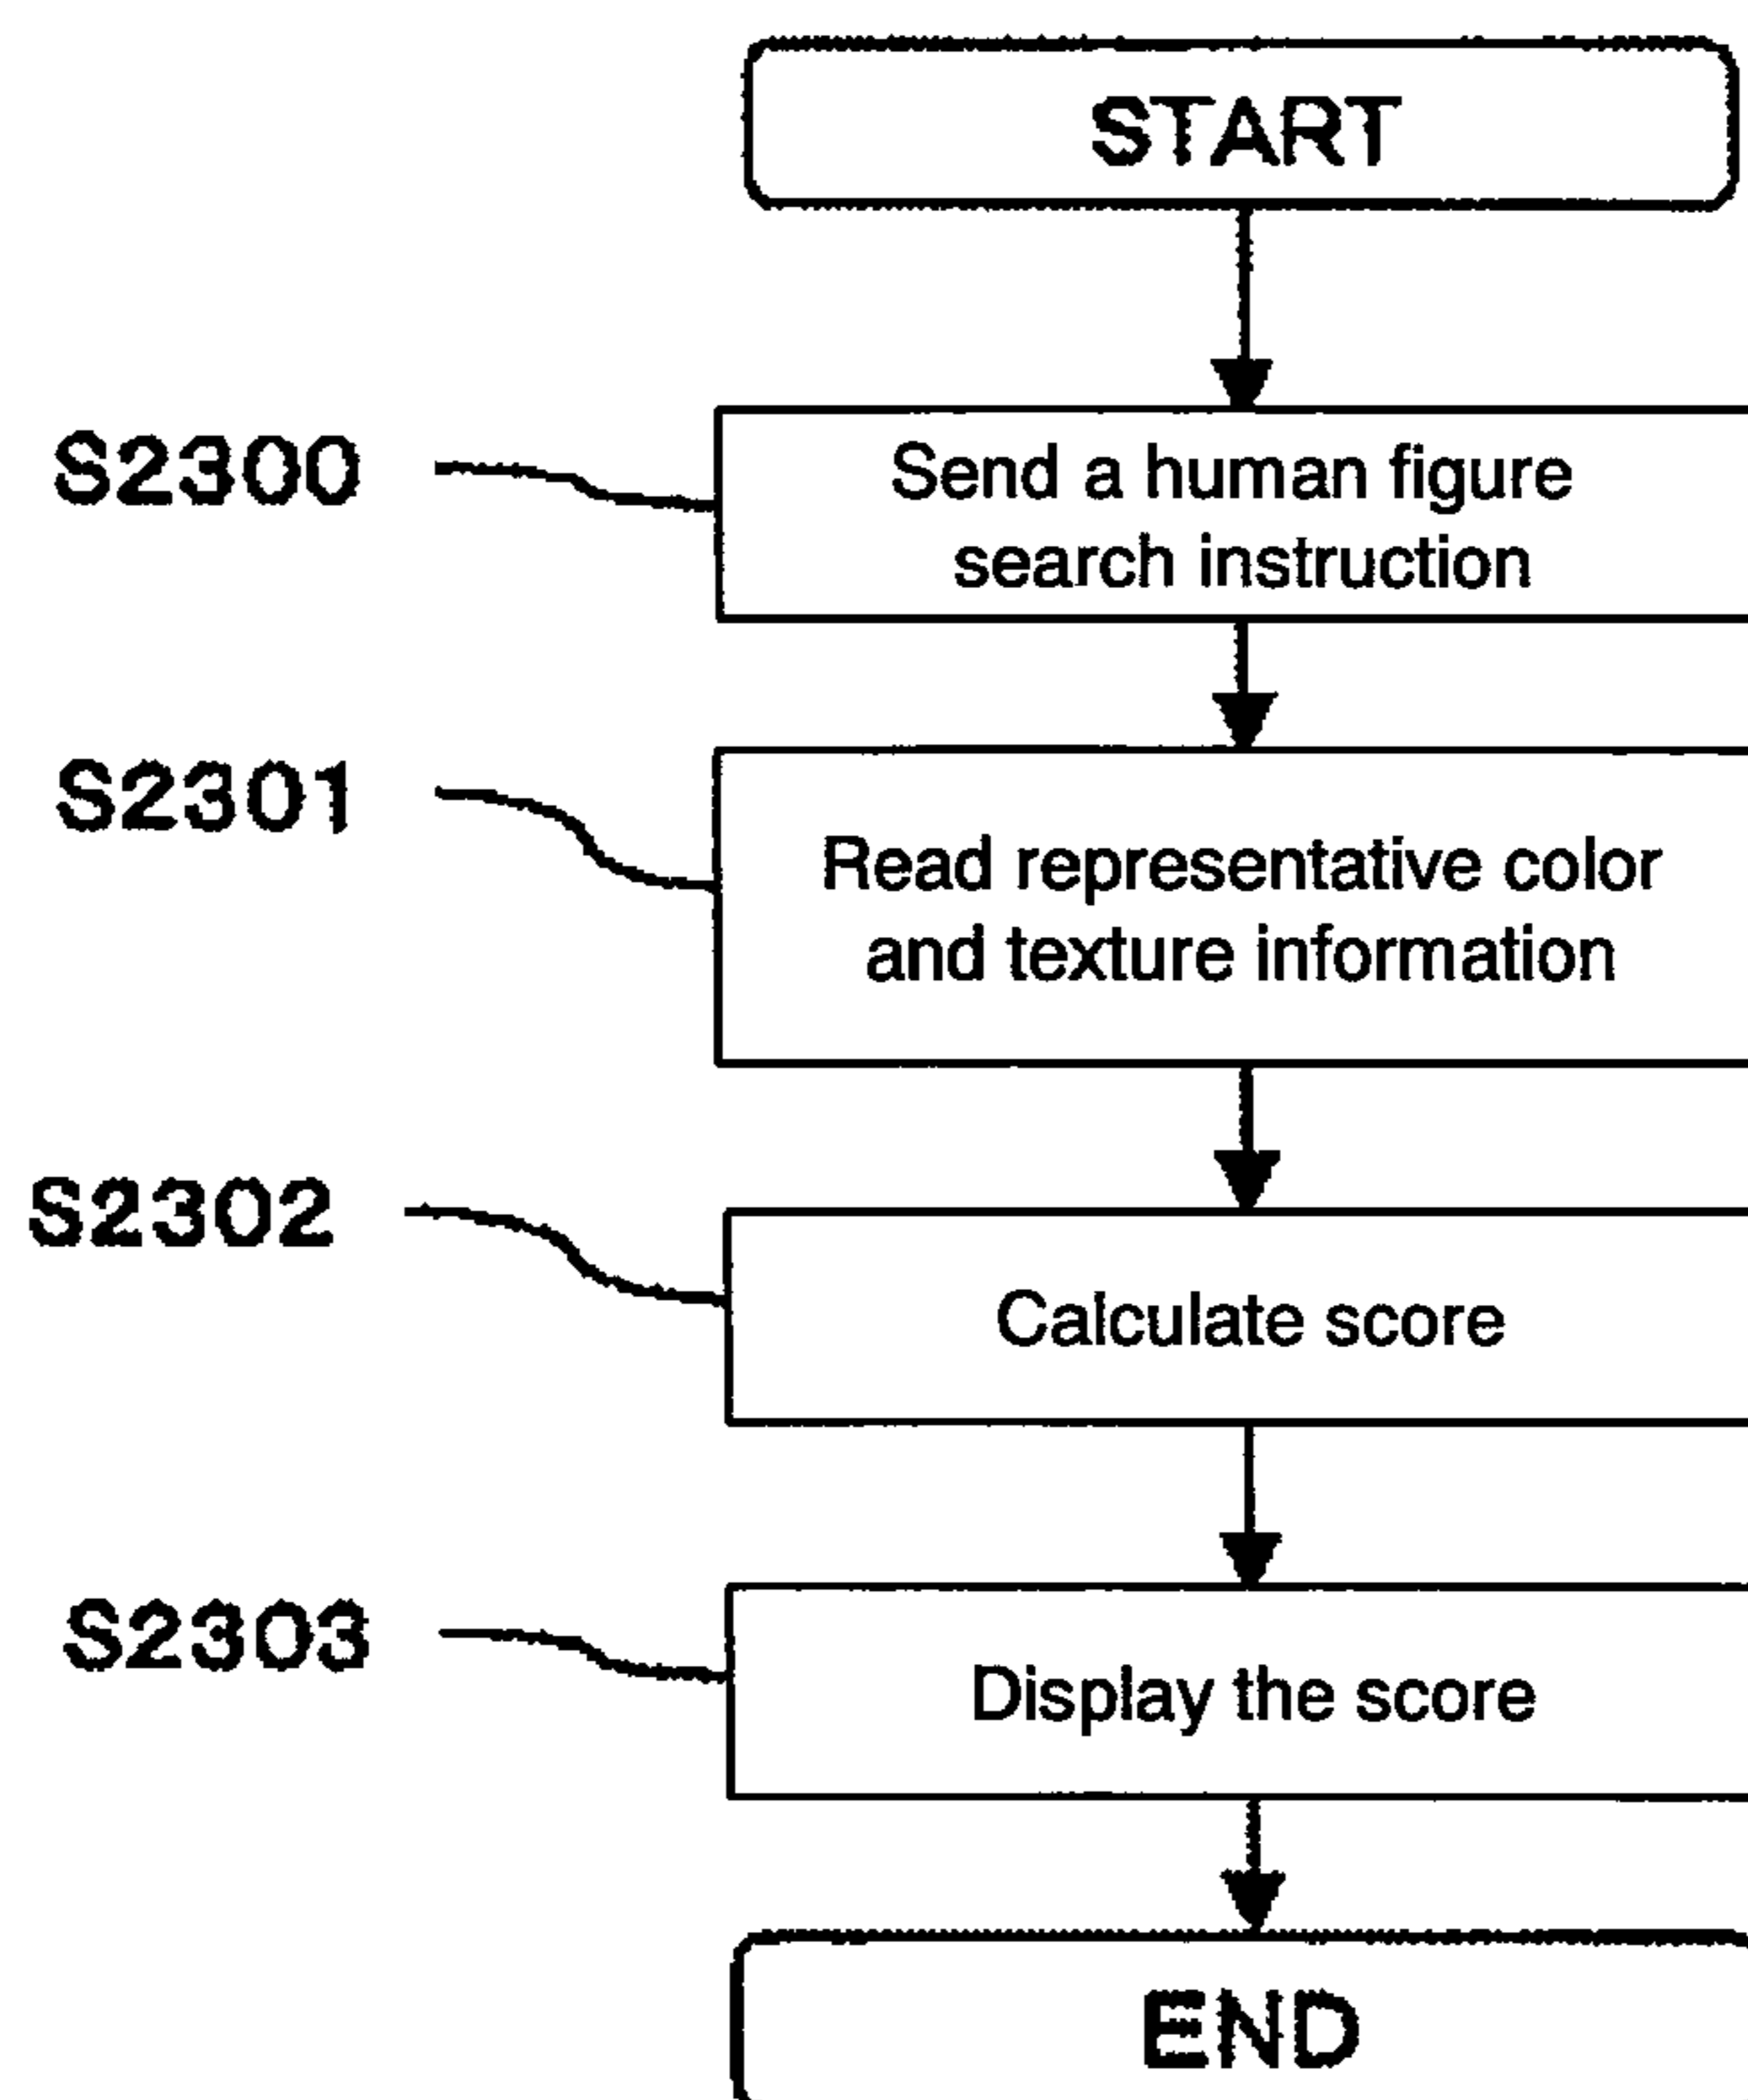 START
S2300
Send a human figure
search instruction
S2301
Read representative color
and texture information
S2302
Calculate score
S2303
Display the score
END